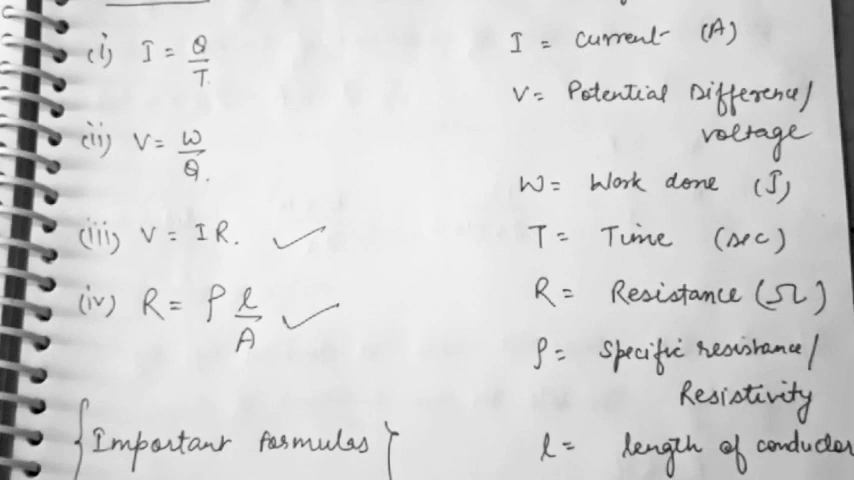 (i) I = Q/T.
(ii) V = W/Q.
(iii) V = IR. ✓
(iv) R = ρ l/A ✓
{Important formulas}
I = Current (A)
V = Potential Difference/
voltage
W = Work done (J)
T = Time (sec)
R = Resistance (Ω)
ρ = Specific resistance/
Resistivity
l = length of conductor